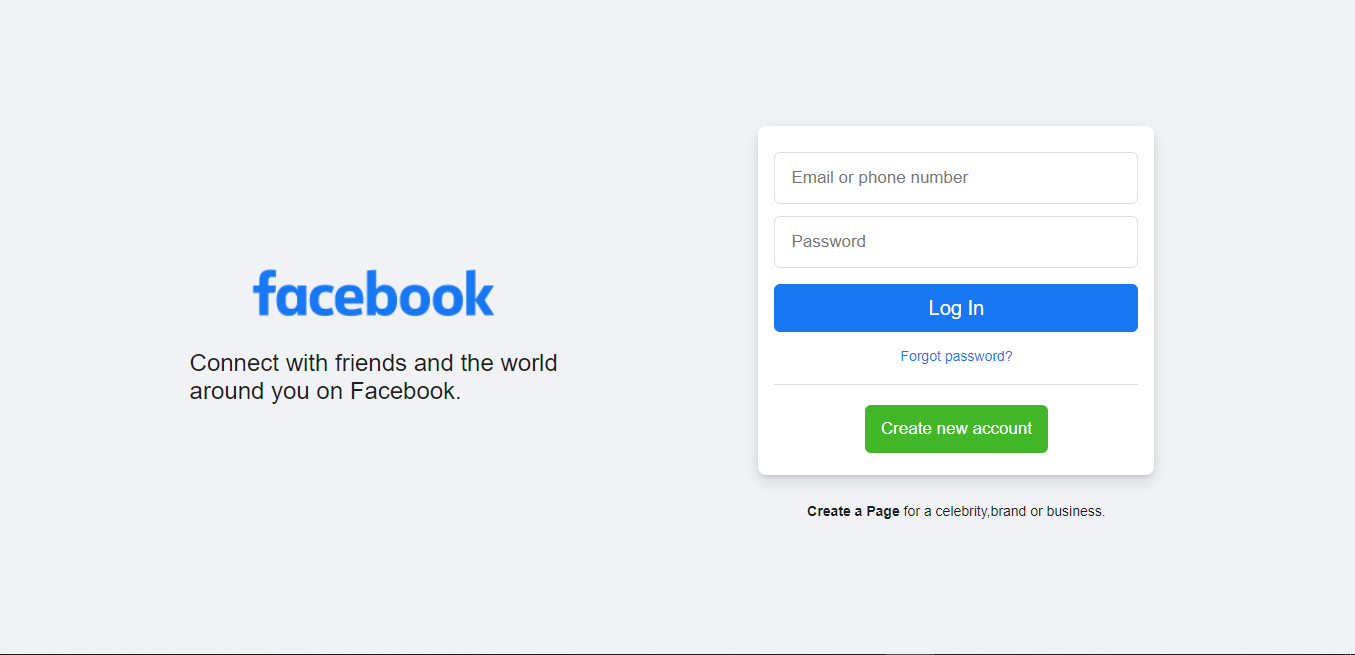 facebook
Connect with friends and the world
around you on Facebook.
Email or phone number
Password
Log In
Forgot password?
Create new account
Create a Page for a celebrity,brand or business.